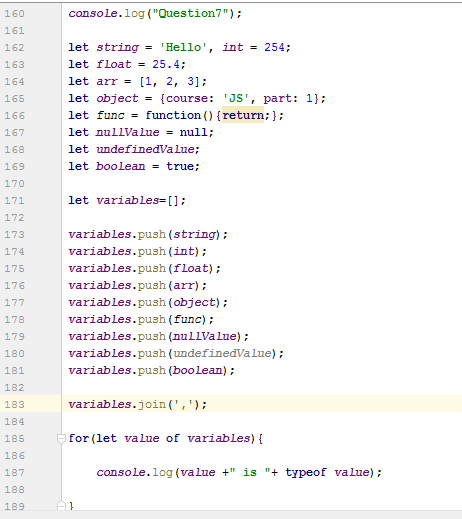 160 console.log("Question7");
161
162 let string = 'Hello', int = 254;
163 let float = 25.4;
164 let arr = [1, 2, 3];
165 let object = {course: 'JS', part: 1};
166 let func = function(){return;};
167 let nullValue = null;
168 let undefinedValue;
169 let boolean = true;
170
171 let variables=[];
172
173 variables.push(string);
174 variables.push(int);
175 variables.push(float);
176 variables.push(arr);
177 variables.push(object);
178 variables.push(func);
179 variables.push(nullValue);
180 variables.push(undefinedValue);
181 variables.push(boolean);
182
183 variables.join(',');
184
185 for(let value of variables){
186
187 console.log(value +" is "+ typeof value);
188
189 }